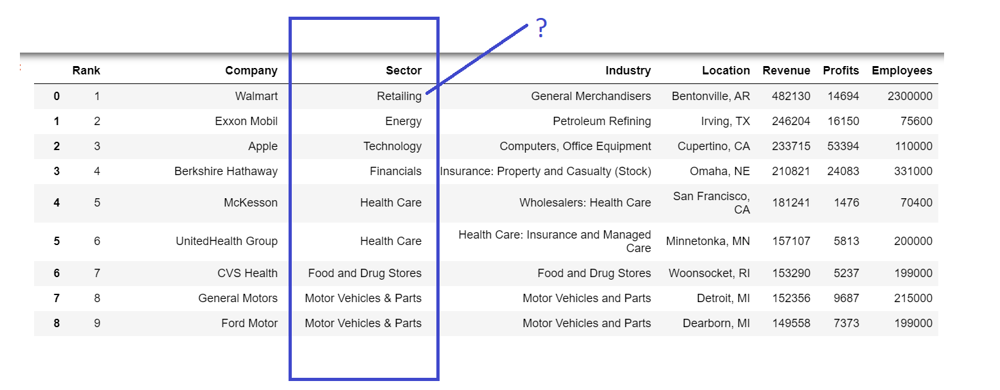 ?
Rank Company Sector Industry Location Revenue Profits Employees
0 1 Walmart Retailing General Merchandisers Bentonville, AR 482130 14694 2300000
1 2 Exxon Mobil Energy Petroleum Refining Irving, TX 246204 16150 75600
2 3 Apple Technology Computers, Office Equipment Cupertino, CA 233715 53394 110000
3 4 Berkshire Hathaway Financials Insurance: Property and Casualty (Stock) Omaha, NE 210821 24083 331000
4 5 McKesson Health Care Wholesalers: Health Care San Francisco, CA 181241 1476 70400
5 6 UnitedHealth Group Health Care Health Care: Insurance and Managed Care Minnetonka, MN 157107 5813 200000
6 7 CVS Health Food and Drug Stores Food and Drug Stores Woonsocket, RI 153290 5237 199000
7 8 General Motors Motor Vehicles & Parts Motor Vehicles and Parts Detroit, MI 152356 9687 215000
8 9 Ford Motor Motor Vehicles & Parts Motor Vehicles and Parts Dearborn, MI 149558 7373 199000